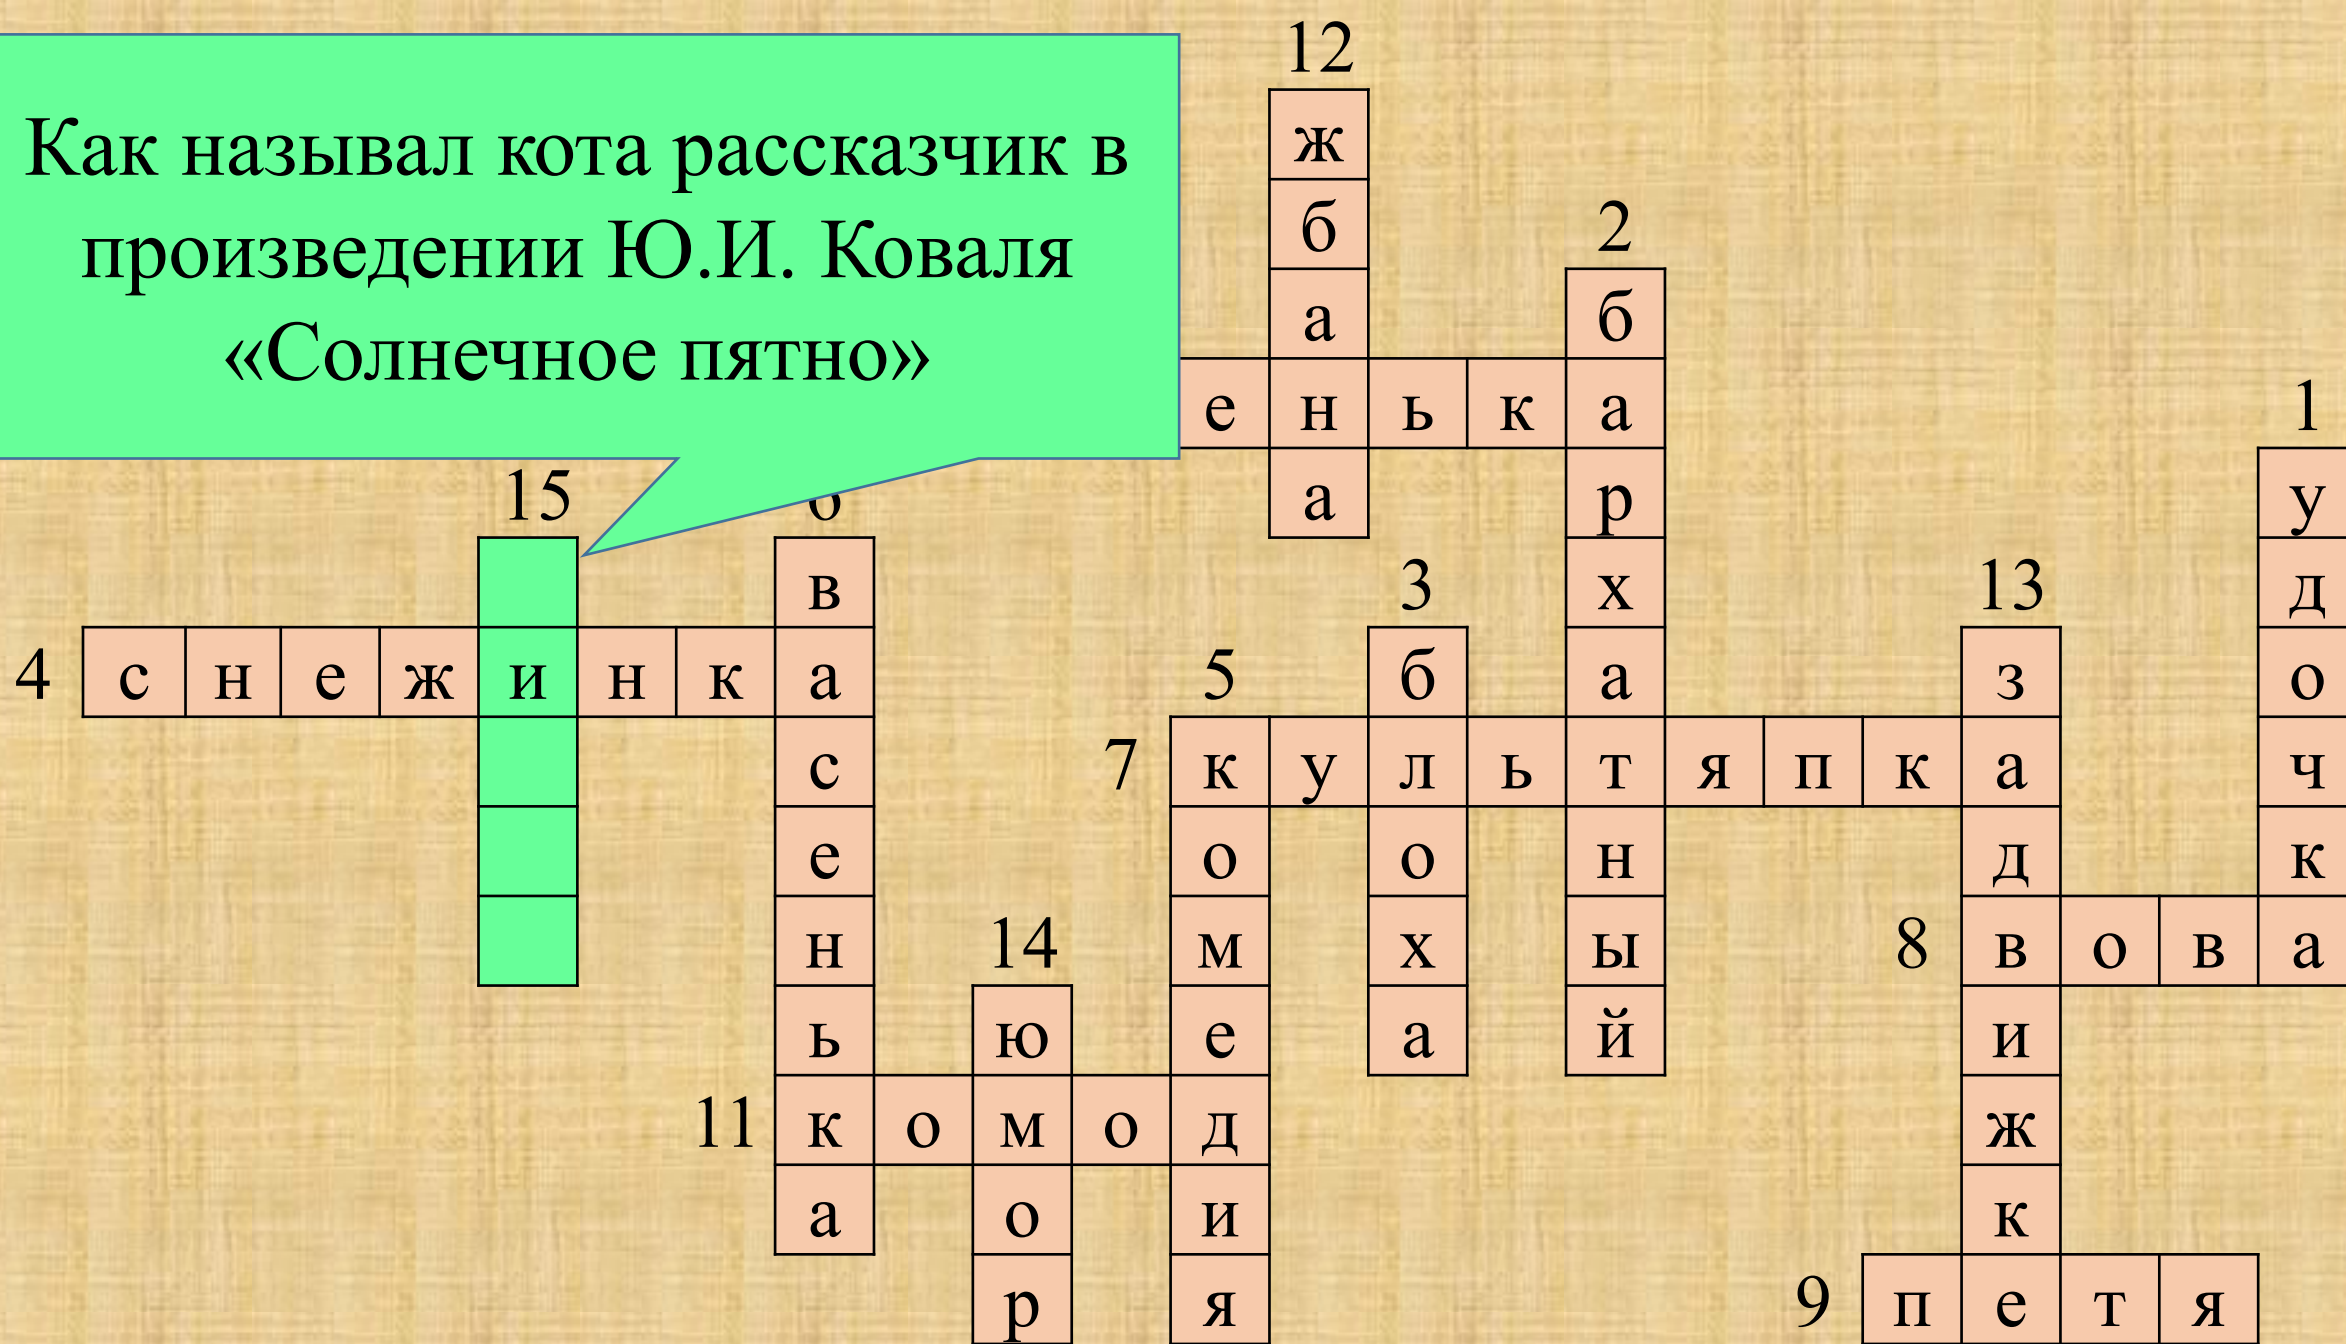 Как называл кота рассказчик в
произведении Ю.И. Коваля
«Солнечное пятно»
12
ж
б
2
а
б
е н ь к а
1
15
а
р
у
в
3
х
13
д
4 с н е ж и н к а
5
б
а
з
о
с
7 к у л ь т я п к а
ч
е
о
о
н
д
к
н
14
м
х
ы
8 в о в а
ь
ю
е
а
й
и
11 к о м о д
ж
а
о
и
к
р
я
9 п е т я